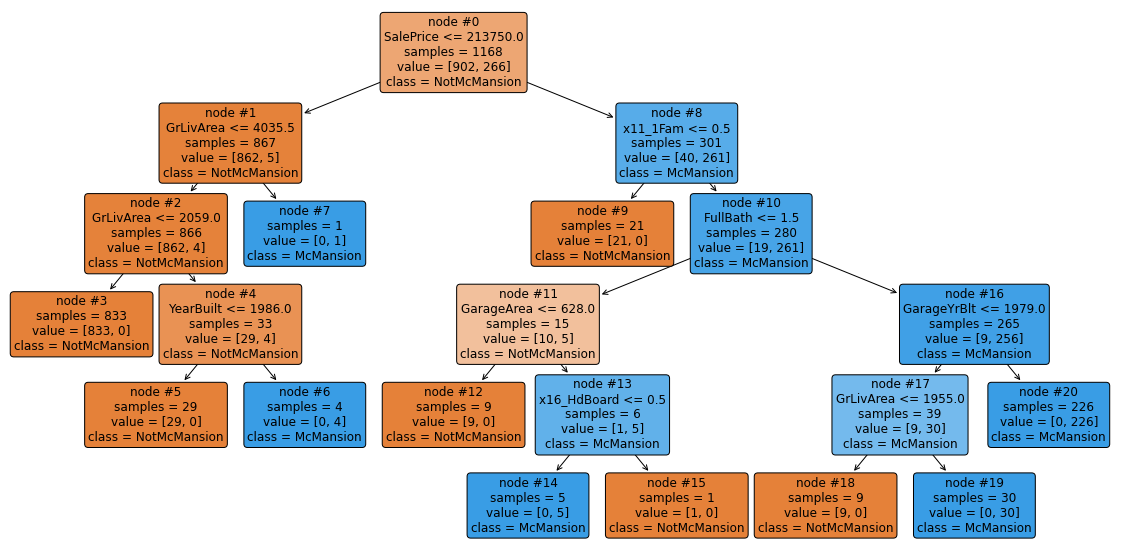 node #0
SalePrice <= 213750.0
samples = 1168
value = [902, 266]
class = NotMcMansion
node #1
GrLivArea <= 4035.5
samples = 867
value = [862, 5]
class = NotMcMansion
node #8
x11_1Fam <= 0.5
samples = 301
value = [40, 261]
class = McMansion
node #2
GrLivArea <= 2059.0
samples = 866
value = [862, 4]
class = NotMcMansion
node #7
samples = 1
value = [0, 1]
class = McMansion
node #9
samples = 21
value = [21, 0]
class = NotMcMansion
node #10
FullBath <= 1.5
samples = 280
value = [19, 261]
class = McMansion
node #3
samples = 833
value = [833, 0]
class = NotMcMansion
node #4
YearBuilt <= 1986.0
samples = 33
value = [29, 4]
class = NotMcMansion
node #11
GarageArea <= 628.0
samples = 15
value = [10, 5]
class = NotMcMansion
node #16
GarageYrBlt <= 1979.0
samples = 265
value = [9, 256]
class = McMansion
node #5
samples = 29
value = [29, 0]
class = NotMcMansion
node #6
samples = 4
value = [0, 4]
class = McMansion
node #12
samples = 9
value = [9, 0]
class = NotMcMansion
node #13
x16_HdBoard <= 0.5
samples = 6
value = [1, 5]
class = McMansion
node #17
GrLivArea <= 1955.0
samples = 39
value = [9, 30]
class = McMansion
node #20
samples = 226
value = [0, 226]
class = McMansion
node #14
samples = 5
value = [0, 5]
class = McMansion
node #15
samples = 1
value = [1, 0]
class = NotMcMansion
node #18
samples = 9
value = [9, 0]
class = NotMcMansion
node #19
samples = 30
value = [0, 30]
class = McMansion